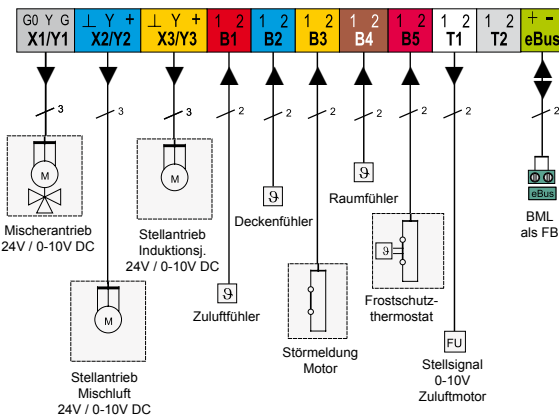 G0 Y G ⊥ Y + ⊥ Y + 1 2 1 2 1 2 1 2 1 2 1 2 1 2 + -
X1/Y1 X2/Y2 X3/Y3 B1 B2 B3 B4 B5 T1 T2 eBus
3 3 3 2 2 2 2 2 2 2
M
Mischerantrieb
24V / 0-10V DC
M
Stellantrieb
Mischluft
24V / 0-10V DC
M
Stellantrieb
Induktionsj.
24V / 0-10V DC
ϑ
Zuluftfühler
ϑ
Deckenfühler
Störmeldung
Motor
ϑ
Raumfühler
ϑ
Frostschutz-
thermostat
FU
Stellsignal
0-10V
Zuluftmotor
eBus
BML
als FB